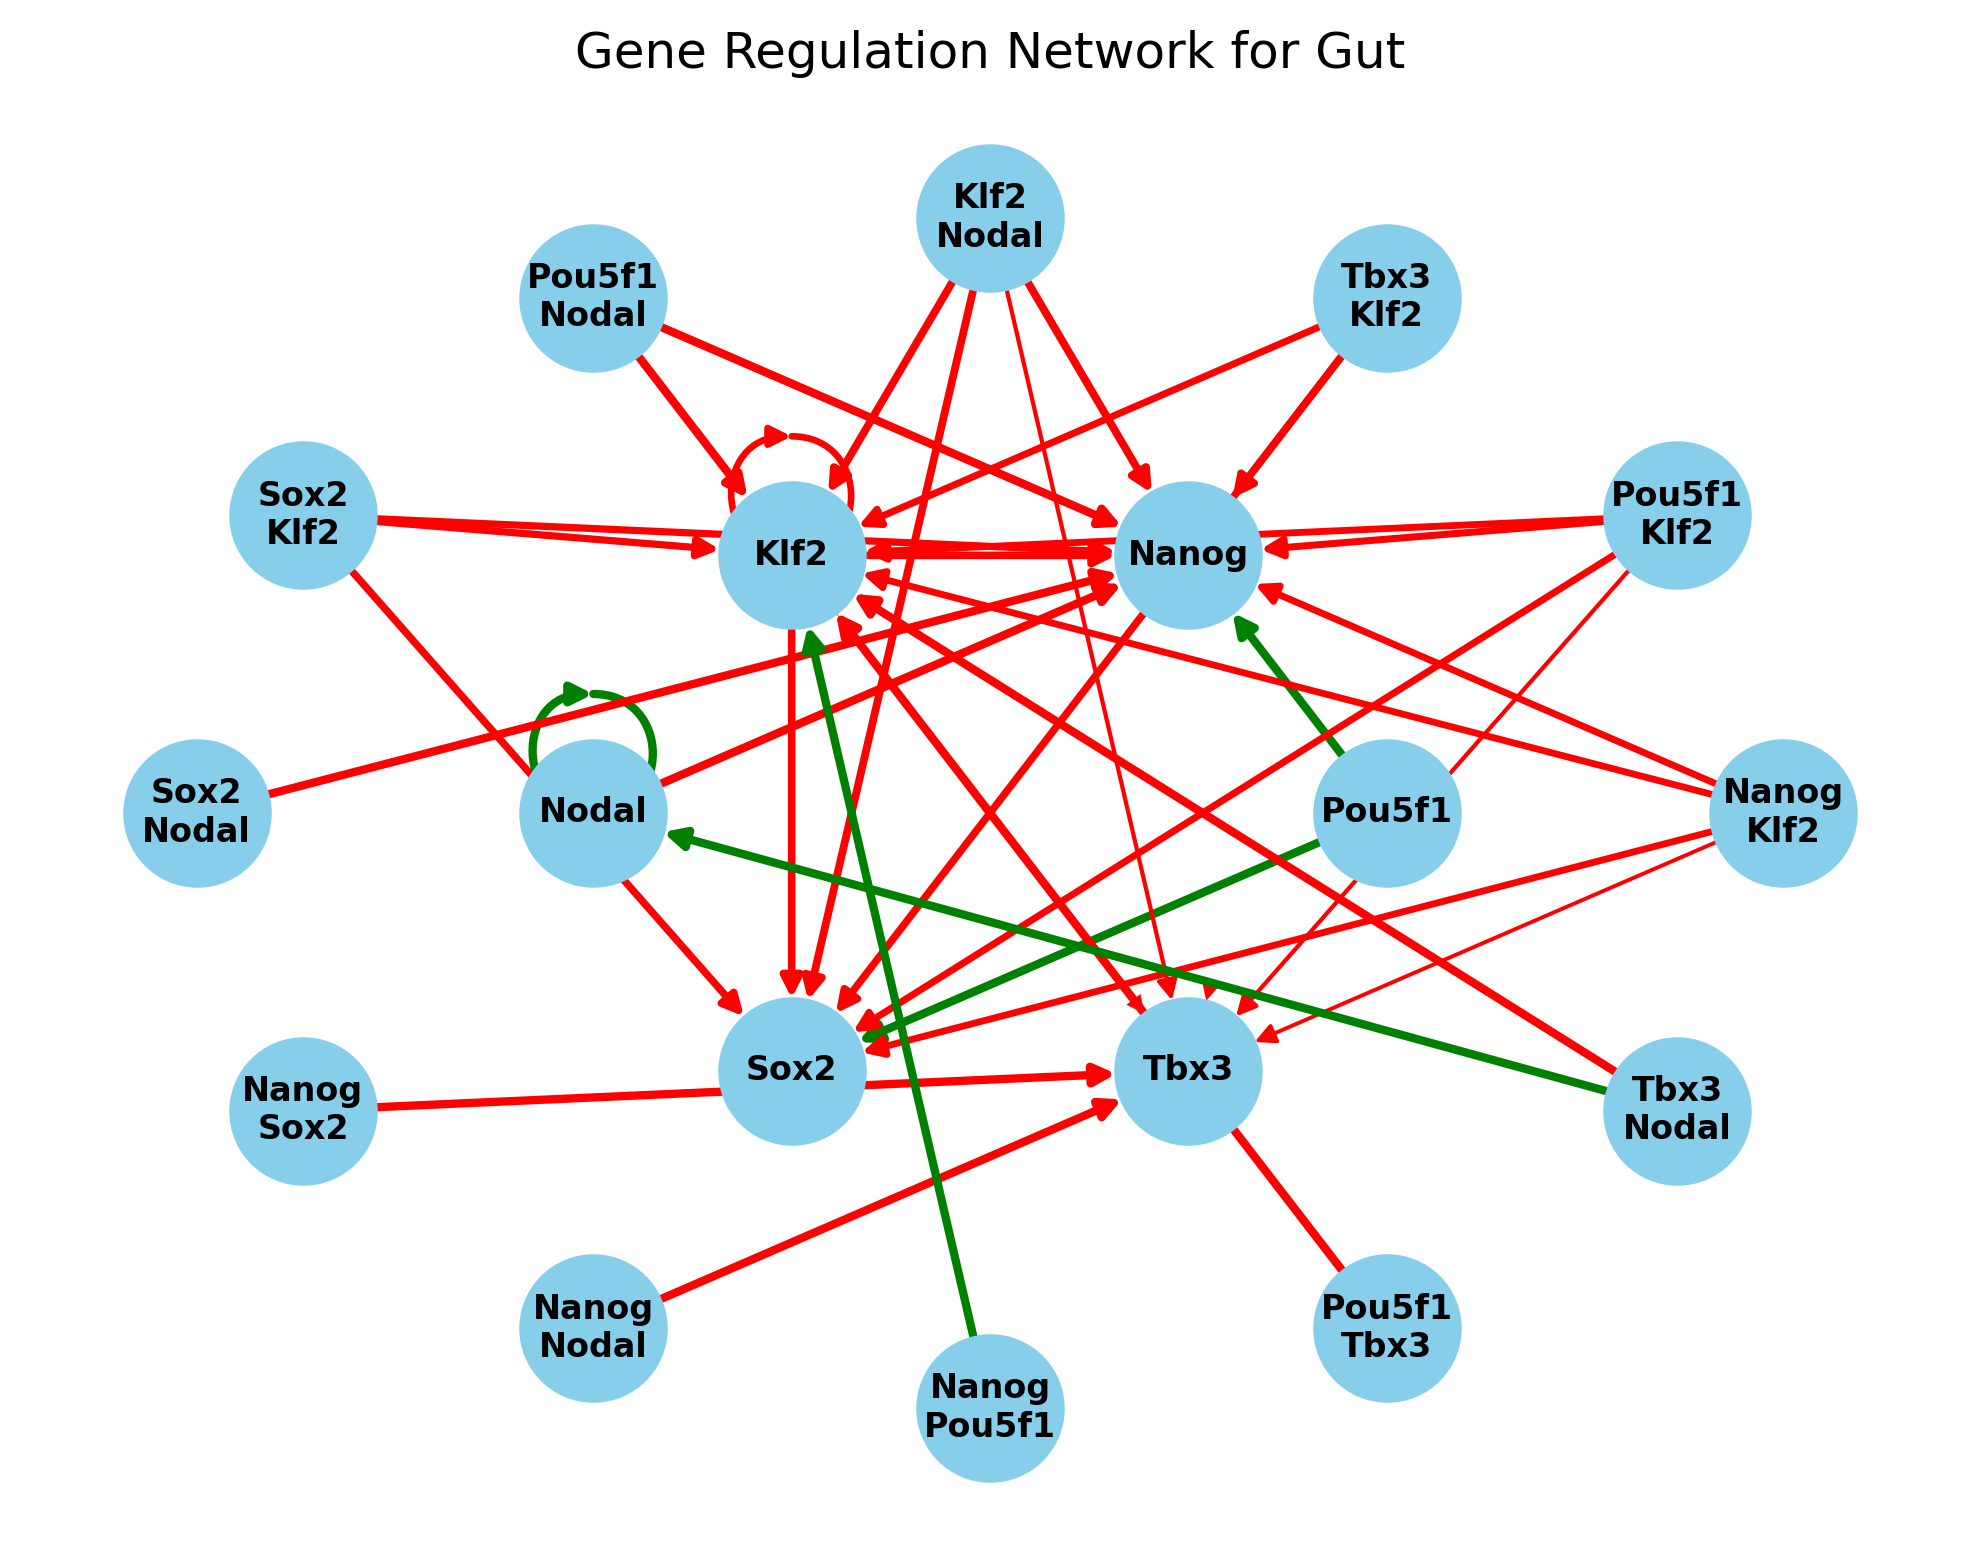 Gene Regulation Network for Gut
Klf2
Nodal
Pou5f1
Nodal
Tbx3
Klf2
Sox2
Klf2
Pou5f1
Klf2
Klf2
Nanog
Sox2
Nodal
Nodal
Pou5f1
Nanog
Klf2
Sox2
Tbx3
Nanog
Sox2
Tbx3
Nodal
Nanog
Nodal
Pou5f1
Tbx3
Nanog
Pou5f1